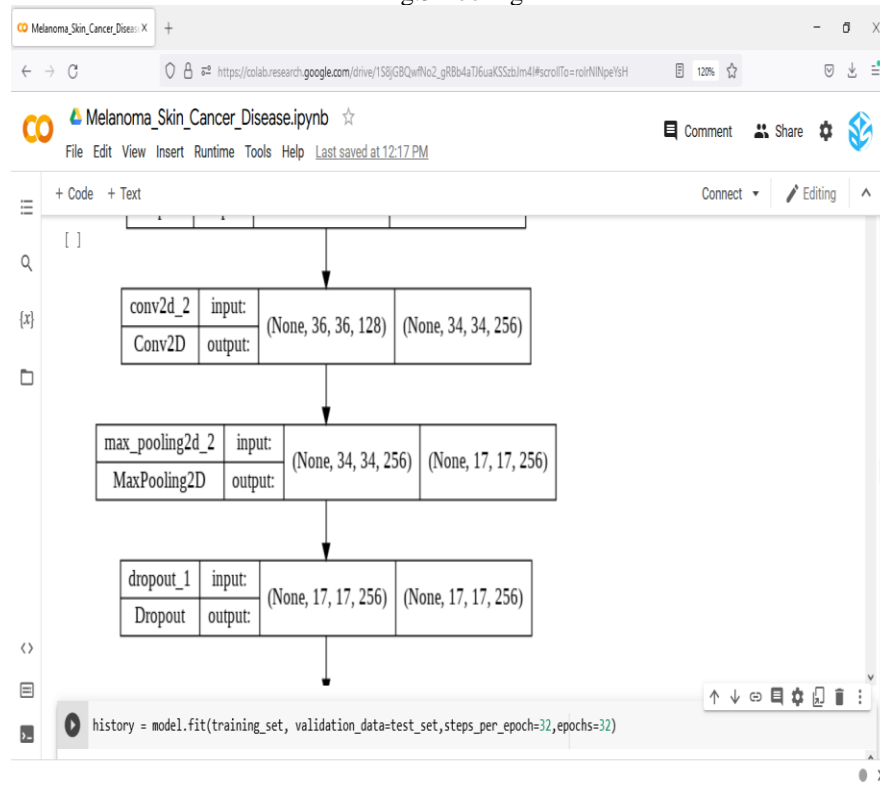 Melanoma_Skin_Cancer_Diseas
https://colab.research.google.com/drive/1S8jGBQwfNo2_gRBb4aTJ6uaKSSzbJm4l#scrollTo=rolrNlNpeYsH 120%
Melanoma_Skin_Cancer_Disease.ipynb
Comment Share
File Edit View Insert Runtime Tools Help Last saved at 12:17 PM
+ Code + Text Connect Editing
[ ]
{x}
conv2d_2 input: (None, 36, 36, 128) (None, 34, 34, 256)
Conv2D output:
max_pooling2d_2 input: (None, 34, 34, 256) (None, 17, 17, 256)
MaxPooling2D output:
dropout_1 input: (None, 17, 17, 256) (None, 17, 17, 256)
Dropout output:
history = model.fit(training_set, validation_data=test_set,steps_per_epoch=32,epochs=32)